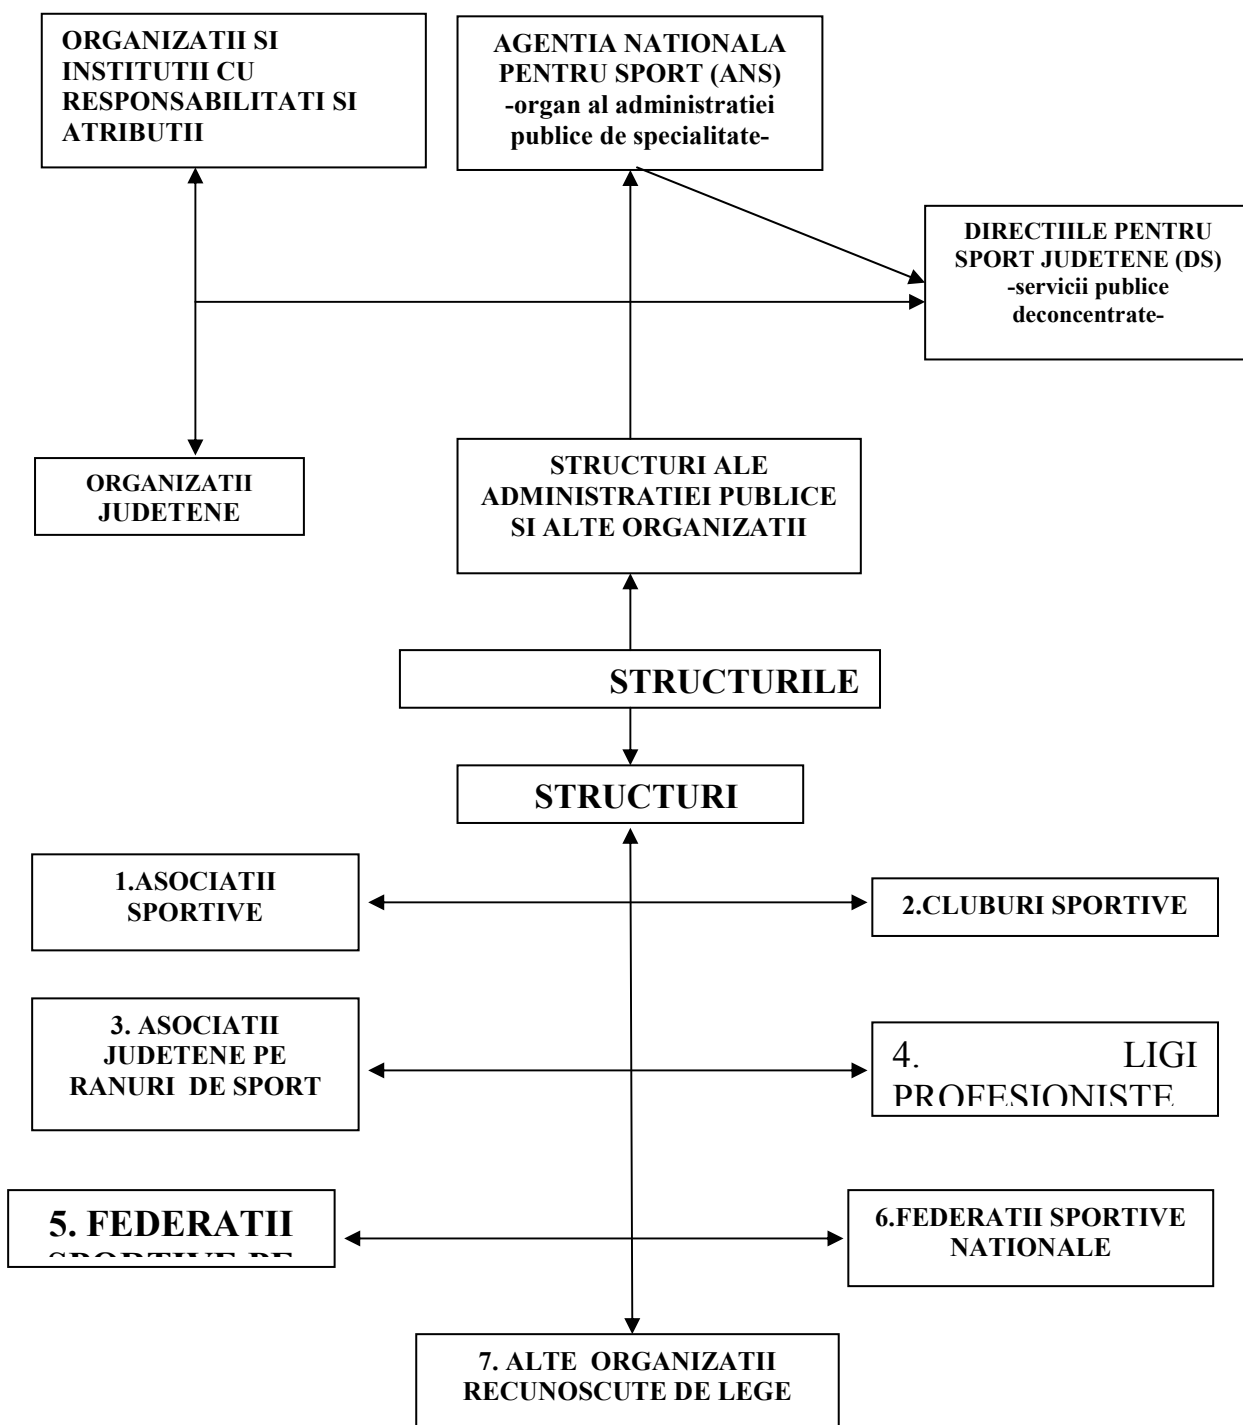 ORGANIZATII SI
INSTITUTII CU
RESPONSABILITATI SI
ATRIBUTII
AGENTIA NATIONALA
PENTRU SPORT (ANS)
-organ al administratiei
publice de specialitate-
DIRECTIILE PENTRU
SPORT JUDETENE (DS)
-servicii publice
deconcentrate-
ORGANIZATII
JUDETENE
STRUCTURI ALE
ADMINISTRATIEI PUBLICE
SI ALTE ORGANIZATII
STRUCTURILE
STRUCTURI
1.ASOCIATII
SPORTIVE
2.CLUBURI SPORTIVE
3. ASOCIATII
JUDETENE PE
RANURI DE SPORT
4. LIGI
PROFESIONISTE
5. FEDERATII
SPORTIVE PE
6.FEDERATII SPORTIVE
NATIONALE
7. ALTE ORGANIZATII
RECUNOSCUTE DE LEGE